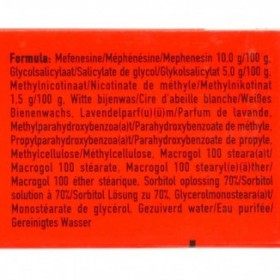 Formula: Mefenesine/Méphénésine/Mephenesin 10,0 g/100 g,
Glycolsalicylaat/Salicylate de glycol/Glykolsalicylat 5,0 g/100 g,
Methylnicotinaat/Nicotinate de méthyle/Methylnikotinat
1,5 g/100 g, Witte bijenwas/Cire d'abeille blanche/Weißes
Bienenwachs, Lavendelparf(u)(um)/Parfum de lavande,
Methylparahydroxybenzoa(a)t/Parahydroxybenzoate de méthyle,
Propylparahydroxybenzoa(a)t/Parahydroxybenzoate de propyle,
Methylcellulose/Méthylcellulose, Macrogol 100 steara(a)t/
Macrogol 100 stéarate, Macrogol 100 stearyl(e)ä(e)ther/
Macrogol 100 éther stéarique, Sorbitol oplossing 70%/Sorbitol
solution à 70%/Sorbitol Lösung zu 70%, Glycerolmonosteara(a)t/
Monostéarate de glycérol, Gezuiverd water/Eau purifiée/
Gereinigtes Wasser